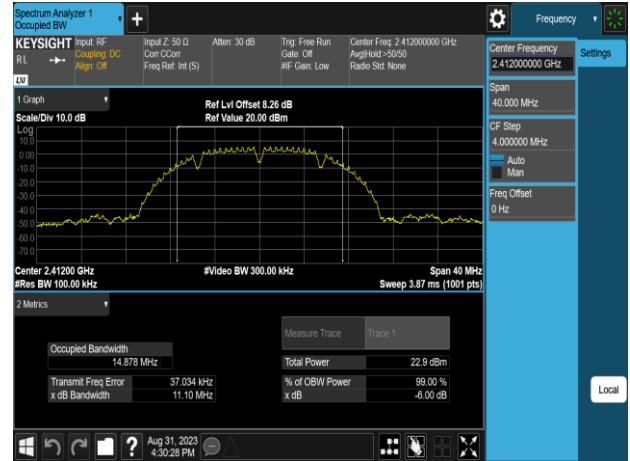 Spectrum Analyzer 1
Occupied BW
+
Frequency
KEYSIGHT Input: RF Input Z: 50 Ω Atten: 30 dB Trig: Free Run Center Freq: 2.412000000 GHz
RL Coupling: DC Corr CCorr Gate: Off Avg|Hold:>50/50
Align: Off Freq Ref: Int (S) #IF Gain: Low Radio Std: None
LXI
Center Frequency
2.412000000 GHz
Settings
Span
40.000 MHz
CF Step
4.000000 MHz
Auto
Man
Freq Offset
0 Hz
Local
1 Graph
Ref Lvl Offset 8.26 dB
Scale/Div 10.0 dB Ref Value 20.00 dBm
Log
10.0
0.00
-10.0
-20.0
-30.0
-40.0
-50.0
-60.0
-70.0
Center 2.41200 GHz #Video BW 300.00 kHz Span 40 MHz
#Res BW 100.00 kHz Sweep 3.87 ms (1001 pts)
2 Metrics
Measure Trace Trace 1
Occupied Bandwidth
14.878 MHz
Total Power 22.9 dBm
Transmit Freq Error 37.034 kHz % of OBW Power 99.00 %
x dB Bandwidth 11.10 MHz x dB -6.00 dB
?
Aug 31, 2023
4:30:28 PM